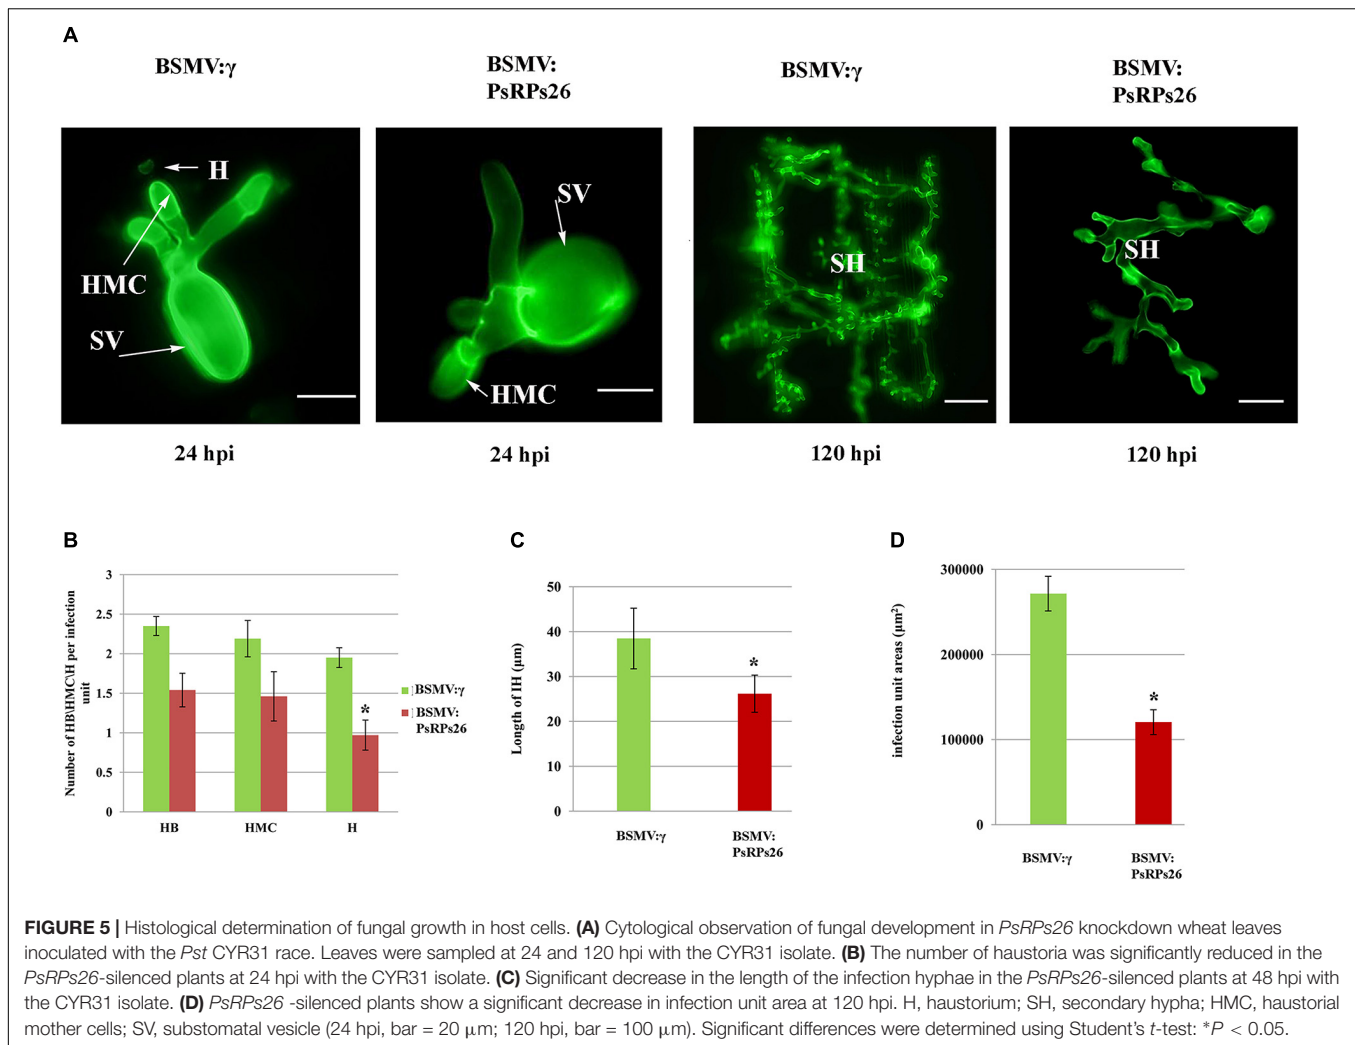 A
BSMV:γ
BSMV:
PsRPs26
BSMV:γ
BSMV:
PsRPs26
H
HMC
SV
SV
HMC
SH
SH
24 hpi
24 hpi
120 hpi
120 hpi
B
Number of HB\HMC\H per infection
unit
3
2.5
2
1.5
1
0.5
0
*
HB
HMC
H
BSMV:γ
BSMV:
PsRPs26
C
Length of IH (µm)
50
40
30
20
10
0
*
BSMV:γ
BSMV:
PsRPs26
D
infection unit areas (µm²)
300000
200000
100000
0
*
BSMV:γ
BSMV:
PsRPs26
FIGURE 5 | Histological determination of fungal growth in host cells. (A) Cytological observation of fungal development in PsRPs26 knockdown wheat leaves
inoculated with the Pst CYR31 race. Leaves were sampled at 24 and 120 hpi with the CYR31 isolate. (B) The number of haustoria was significantly reduced in the
PsRPs26-silenced plants at 24 hpi with the CYR31 isolate. (C) Significant decrease in the length of the infection hyphae in the PsRPs26-silenced plants at 48 hpi with
the CYR31 isolate. (D) PsRPs26 -silenced plants show a significant decrease in infection unit area at 120 hpi. H, haustorium; SH, secondary hypha; HMC, haustorial
mother cells; SV, substomatal vesicle (24 hpi, bar = 20 µm; 120 hpi, bar = 100 µm). Significant differences were determined using Student's t-test: *P < 0.05.